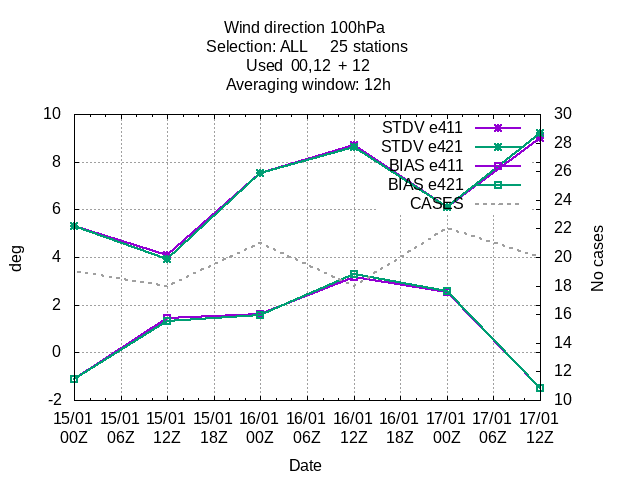 Wind direction 100hPa
Selection: ALL 25 stations
Used 00,12 + 12
Averaging window: 12h
10
8
6
4
2
0
-2
deg
30
28
26
24
22
20
18
16
14
12
10
No cases
STDV e411
STDV e421
BIAS e411
BIAS e421
CASES
15/01 15/01 15/01 15/01 16/01 16/01 16/01 16/01 17/01 17/01 17/01
00Z 06Z 12Z 18Z 00Z 06Z 12Z 18Z 00Z 06Z 12Z
Date